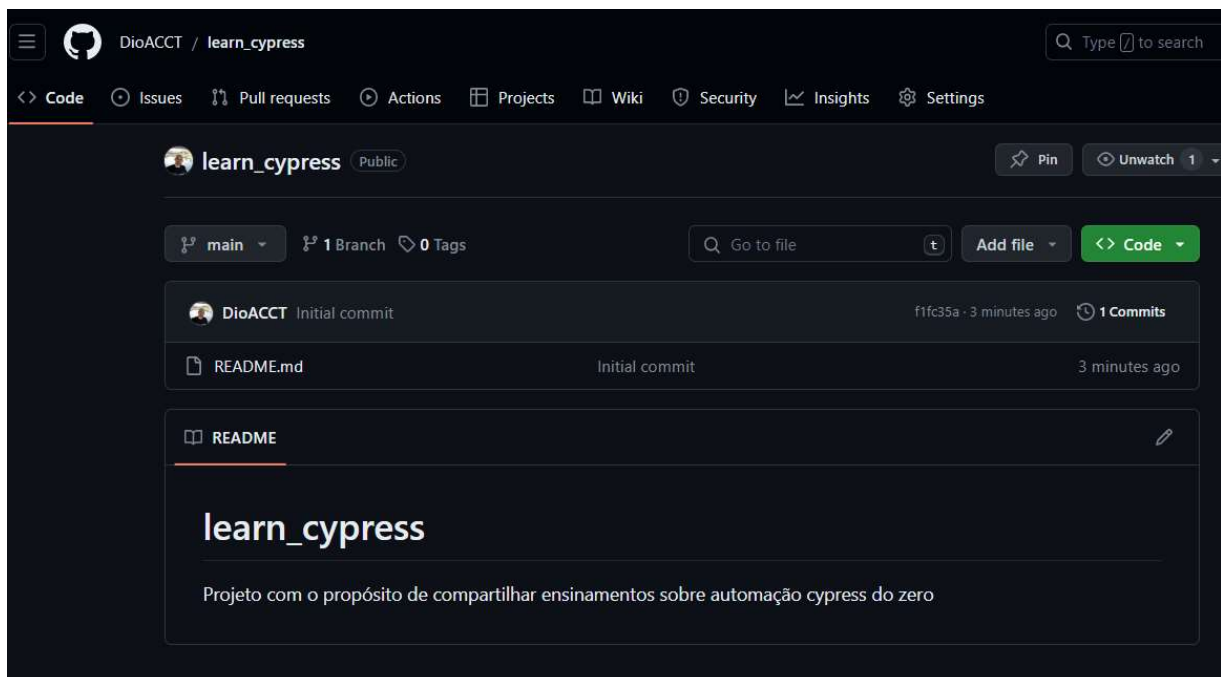 DioACCT / learn_cypress
Type / to search
<> Code Issues Pull requests Actions Projects Wiki Security Insights Settings
learn_cypress Public
Pin Unwatch 1
main 1 Branch 0 Tags
Go to file t Add file <> Code
DioACCT Initial commit f1fc35a · 3 minutes ago 1 Commits
README.md Initial commit 3 minutes ago
README
learn_cypress
Projeto com o propósito de compartilhar ensinamentos sobre automação cypress do zero